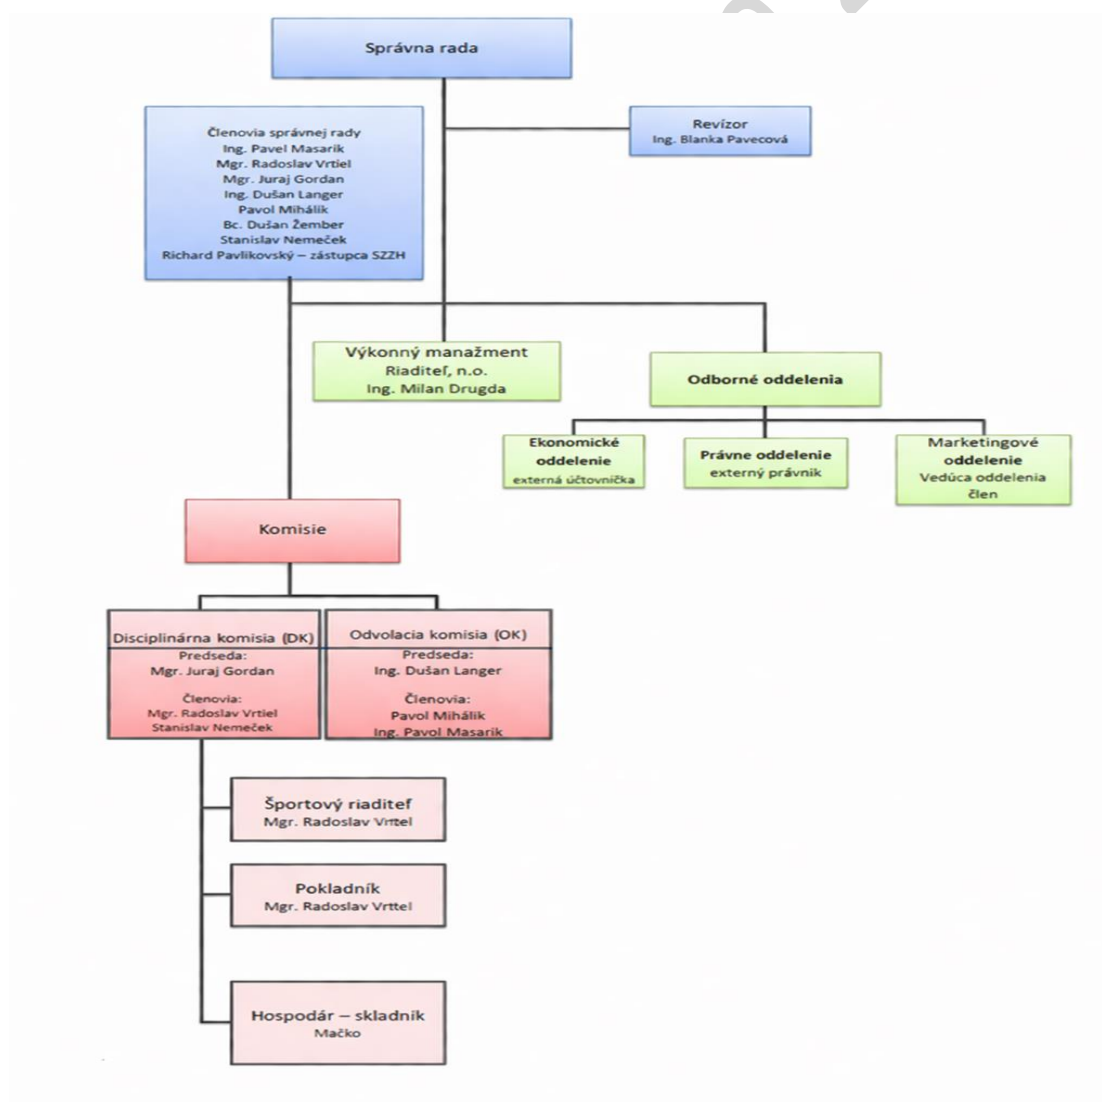 Správna rada
Revízor
Ing. Blanka Pavecová
Členovia správnej rady
Ing. Pavel Masarik
Mgr. Radoslav Vrtiel
Mgr. Juraj Gordan
Ing. Dušan Langer
Pavol Mihálik
Bc. Dušan Žember
Stanislav Nemeček
Richard Pavlikovský – zástupca SZZH
Výkonný manažment
Riaditeľ, n.o.
Ing. Milan Drugda
Odborné oddelenia
Ekonomické
oddelenie
externá účtovníčka
Právne oddelenie
externý právnik
Marketingové
oddelenie
Vedúca oddelenia
člen
Komisie
Disciplinárna komisia (DK)
Predseda:
Mgr. Juraj Gordan
Členovia:
Mgr. Radoslav Vrtiel
Stanislav Nemeček
Odvolacia komisia (OK)
Predseda:
Ing. Dušan Langer
Členovia:
Pavol Mihálik
Ing. Pavol Masarik
Športový riaditeľ
Mgr. Radoslav Vrttel
Pokladník
Mgr. Radoslav Vrttel
Hospodár – skladník
Mačko